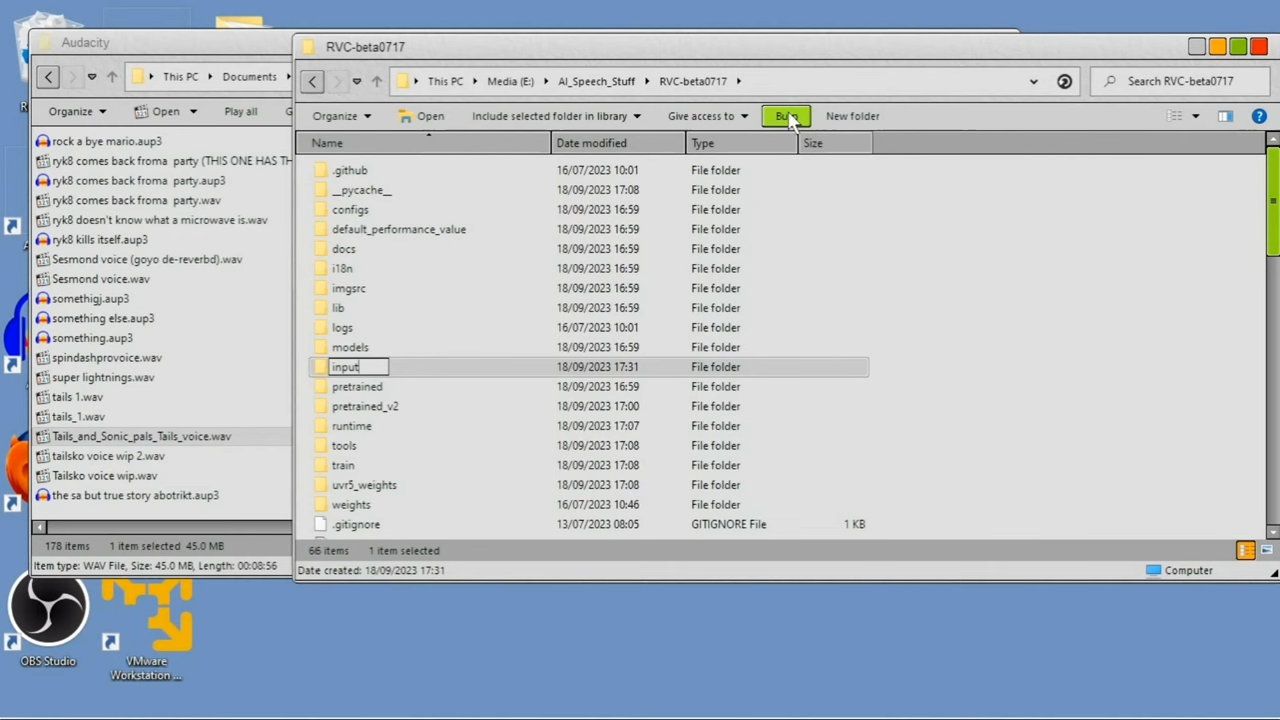 Audacity
This PC
Documents
Organize
Open
Play all
rock a bye mario.aup3
ryk8 comes back froma party (THIS ONE HAS TH
ryk8 comes back froma party.aup3
ryk8 comes back froma party.wav
ryk8 doesn't know what a microwave is.wav
ryk8 kills itself.aup3
Sesmond voice (goyo de-reverbd).wav
Sesmond voice.wav
somethigj.aup3
something else.aup3
something.aup3
spindashprovoice.wav
super lightnings.wav
tails 1.wav
tails_1.wav
Tails_and_Sonic_pals_Tails_voice.wav
tailsko voice wip 2.wav
Tailsko voice wip.wav
the sa but true story abotrikt.aup3
178 items 1 item selected 45.0 MB
Item type: WAV File, Size: 45.0 MB, Length: 00:08:56
RVC-beta0717
This PC Media (E:) AI_Speech_Stuff RVC-beta0717
Search RVC-beta0717
Organize Open Include selected folder in library Give access to Burn New folder
Name Date modified Type Size
.github 16/07/2023 10:01 File folder
__pycache__ 18/09/2023 17:08 File folder
configs 18/09/2023 16:59 File folder
default_performance_value 18/09/2023 16:59 File folder
docs 18/09/2023 16:59 File folder
i18n 18/09/2023 16:59 File folder
imgsrc 18/09/2023 16:59 File folder
lib 18/09/2023 16:59 File folder
logs 16/07/2023 10:01 File folder
models 18/09/2023 16:59 File folder
input 18/09/2023 17:31 File folder
pretrained 18/09/2023 16:59 File folder
pretrained_v2 18/09/2023 17:00 File folder
runtime 18/09/2023 17:07 File folder
tools 18/09/2023 17:08 File folder
train 18/09/2023 17:08 File folder
uvr5_weights 18/09/2023 17:08 File folder
weights 16/07/2023 10:46 File folder
.gitignore 13/07/2023 08:05 GITIGNORE File 1 KB
66 items 1 item selected
Date created: 18/09/2023 17:31
Computer
OBS Studio
VMware
Workstation ...